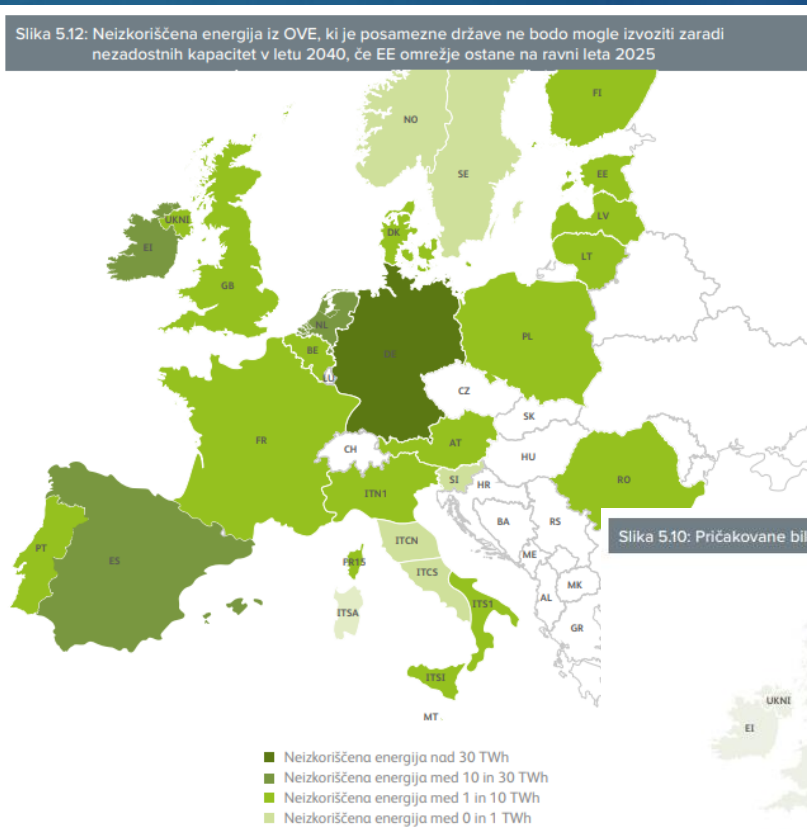 Slika 5.12: Neizkoriščena energija iz OVE, ki je posamezne države ne bodo mogle izvoziti zaradi
nezadostnih kapacitet v letu 2040, če EE omrežje ostane na ravni leta 2025
FI
NO
SE
EE
LV
LT
UKNI
EI
DK
GB
NL
BE
DE
PL
LU
CZ
SK
FR
CH
AT
HU
SI
HR
RO
ITN1
BA
RS
PT
ES
FR15
ITCN
ITCS
ME
MK
AL
GR
ITSA
ITS1
ITSI
MT
Slika 5.10: Pričakovane bil
UKNI
EI
Neizkoriščena energija nad 30 TWh
Neizkoriščena energija med 10 in 30 TWh
Neizkoriščena energija med 1 in 10 TWh
Neizkoriščena energija med 0 in 1 TWh